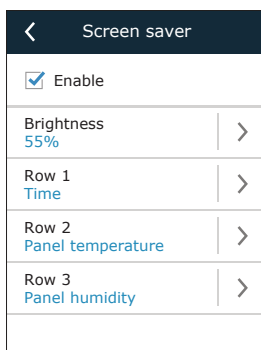 Screen saver
Enable
Brightness
55%
Row 1
Time
Row 2
Panel temperature
Row 3
Panel humidity